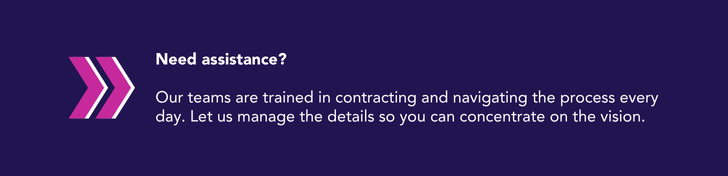 Need assistance?
Our teams are trained in contracting and navigating the process every
day. Let us manage the details so you can concentrate on the vision.